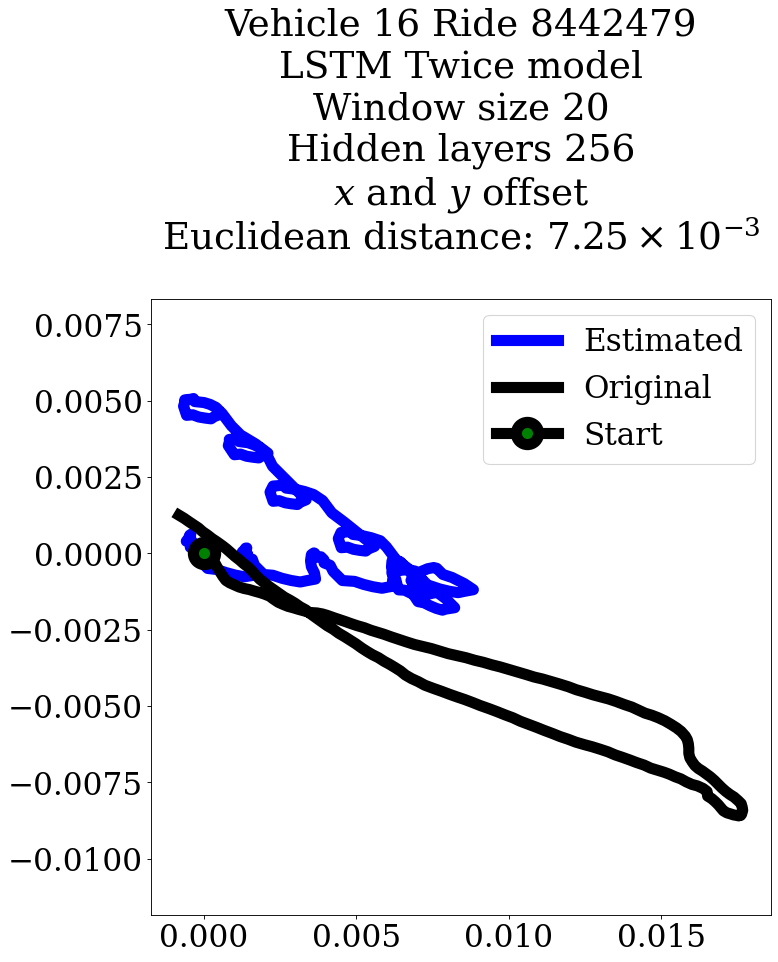 Vehicle 16 Ride 8442479
LSTM Twice model
Window size 20
Hidden layers 256
x and y offset
Euclidean distance: 7.25 × 10⁻³
Estimated
Original
Start
0.0075
0.0050
0.0025
0.0000
−0.0025
−0.0050
−0.0075
−0.0100
0.000 0.005 0.010 0.015